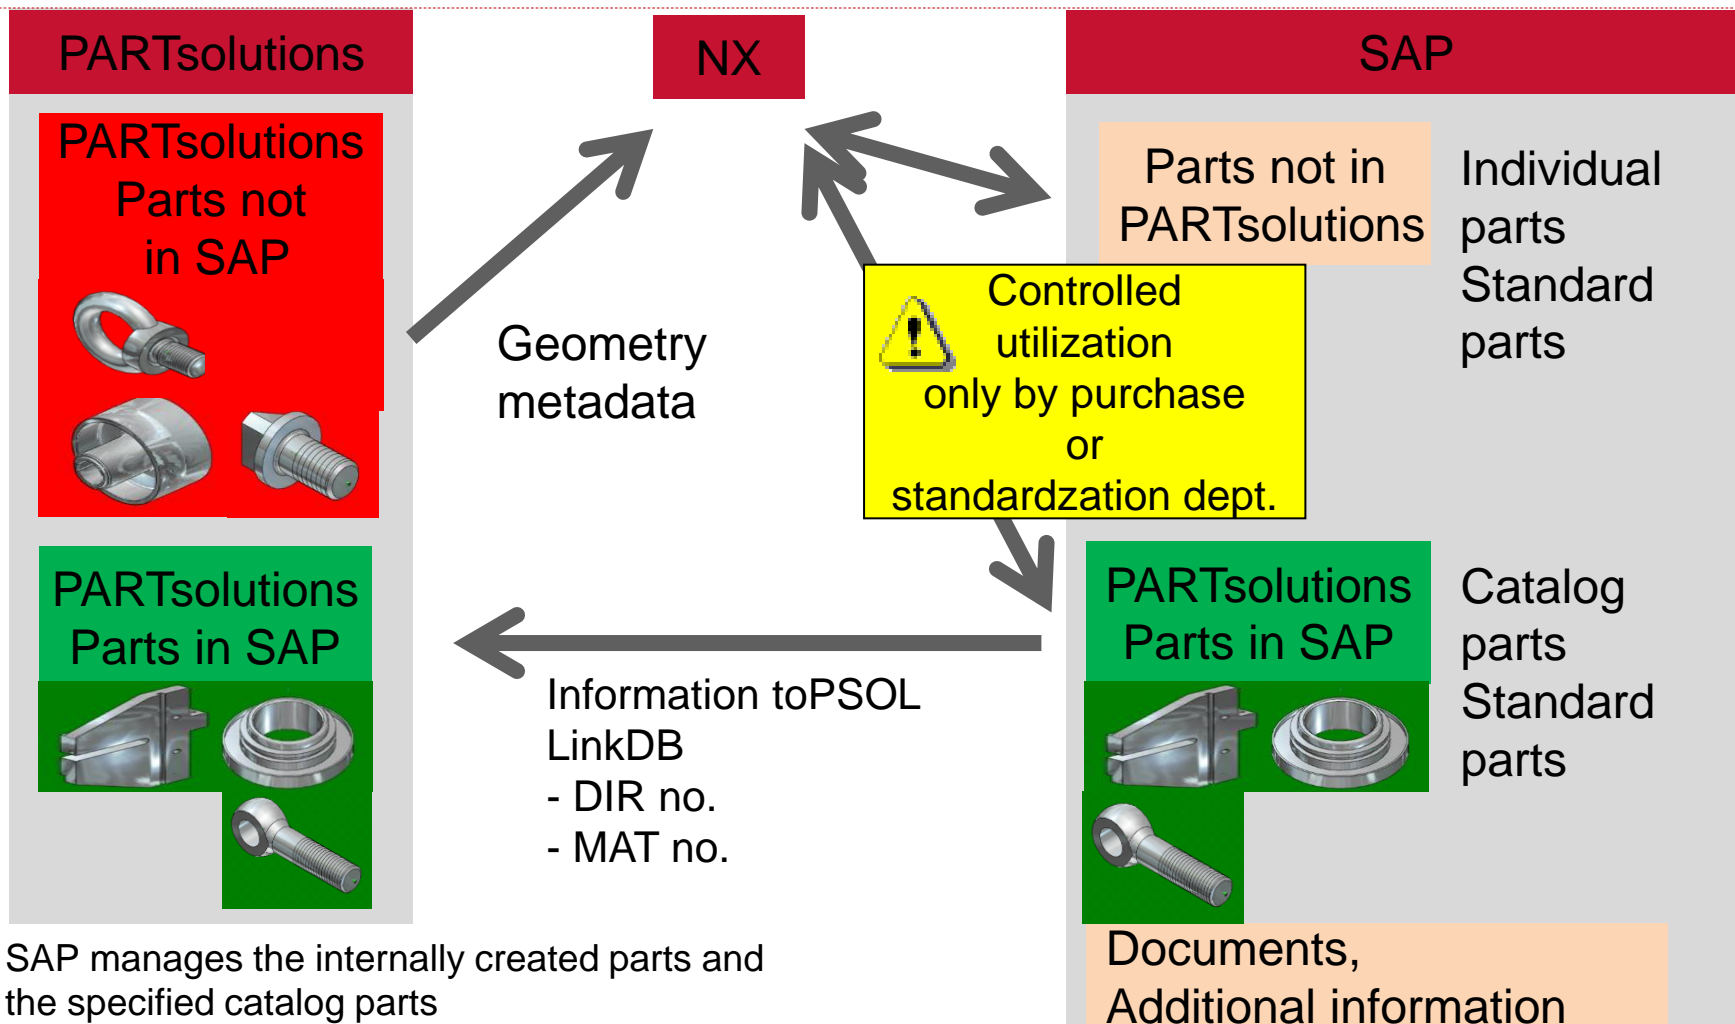 PARTsolutions
NX
SAP
PARTsolutions
Parts not
in SAP
Parts not in
PARTsolutions
Individual
parts
Standard
parts
Geometry
metadata
Controlled
utilization
only by purchase
or
standardzation dept.
PARTsolutions
Parts in SAP
PARTsolutions
Parts in SAP
Catalog
parts
Standard
parts
Information toPSOL
LinkDB
- DIR no.
- MAT no.
SAP manages the internally created parts and
the specified catalog parts
Documents,
Additional information